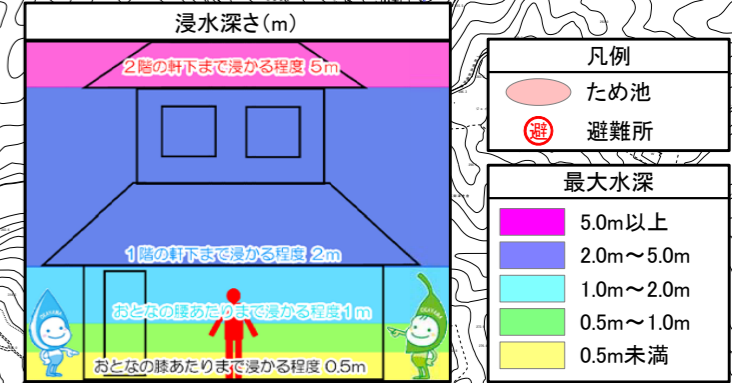 浸水深さ(m)
2階の軒下まで浸かる程度 5m
1階の軒下まで浸かる程度 2m
おとなの腰あたりまで浸かる程度1m
おとなの膝あたりまで浸かる程度 0.5m
凡例
ため池
避 避難所
最大水深
5.0m以上
2.0m～5.0m
1.0m～2.0m
0.5m～1.0m
0.5m未満